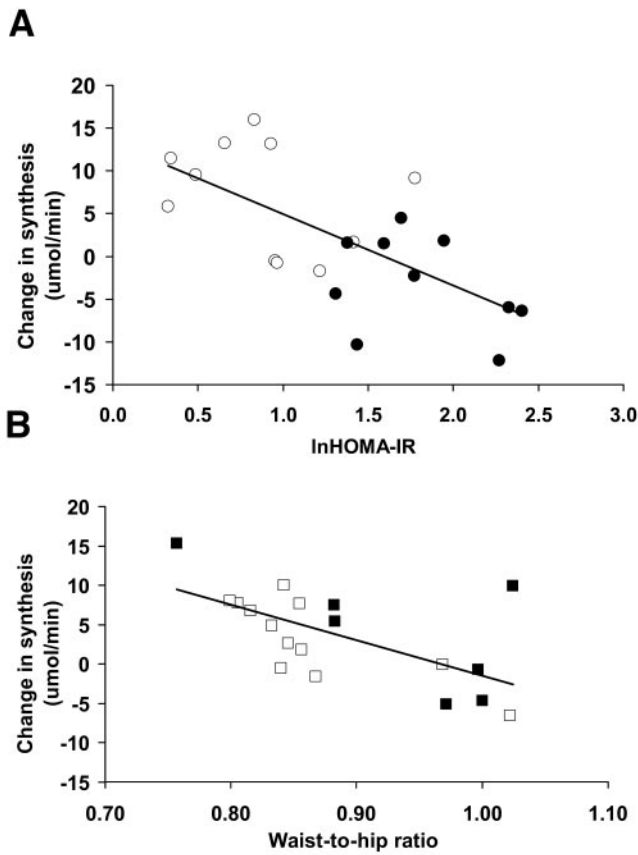 A
Change in synthesis
(umol/min)
20
15
10
5
0
-5
-10
-15
0.0 0.5 1.0 1.5 2.0 2.5 3.0
lnHOMA-IR
B
Change in synthesis
(umol/min)
20
15
10
5
0
-5
-10
-15
0.70 0.80 0.90 1.00 1.10
Waist-to-hip ratio